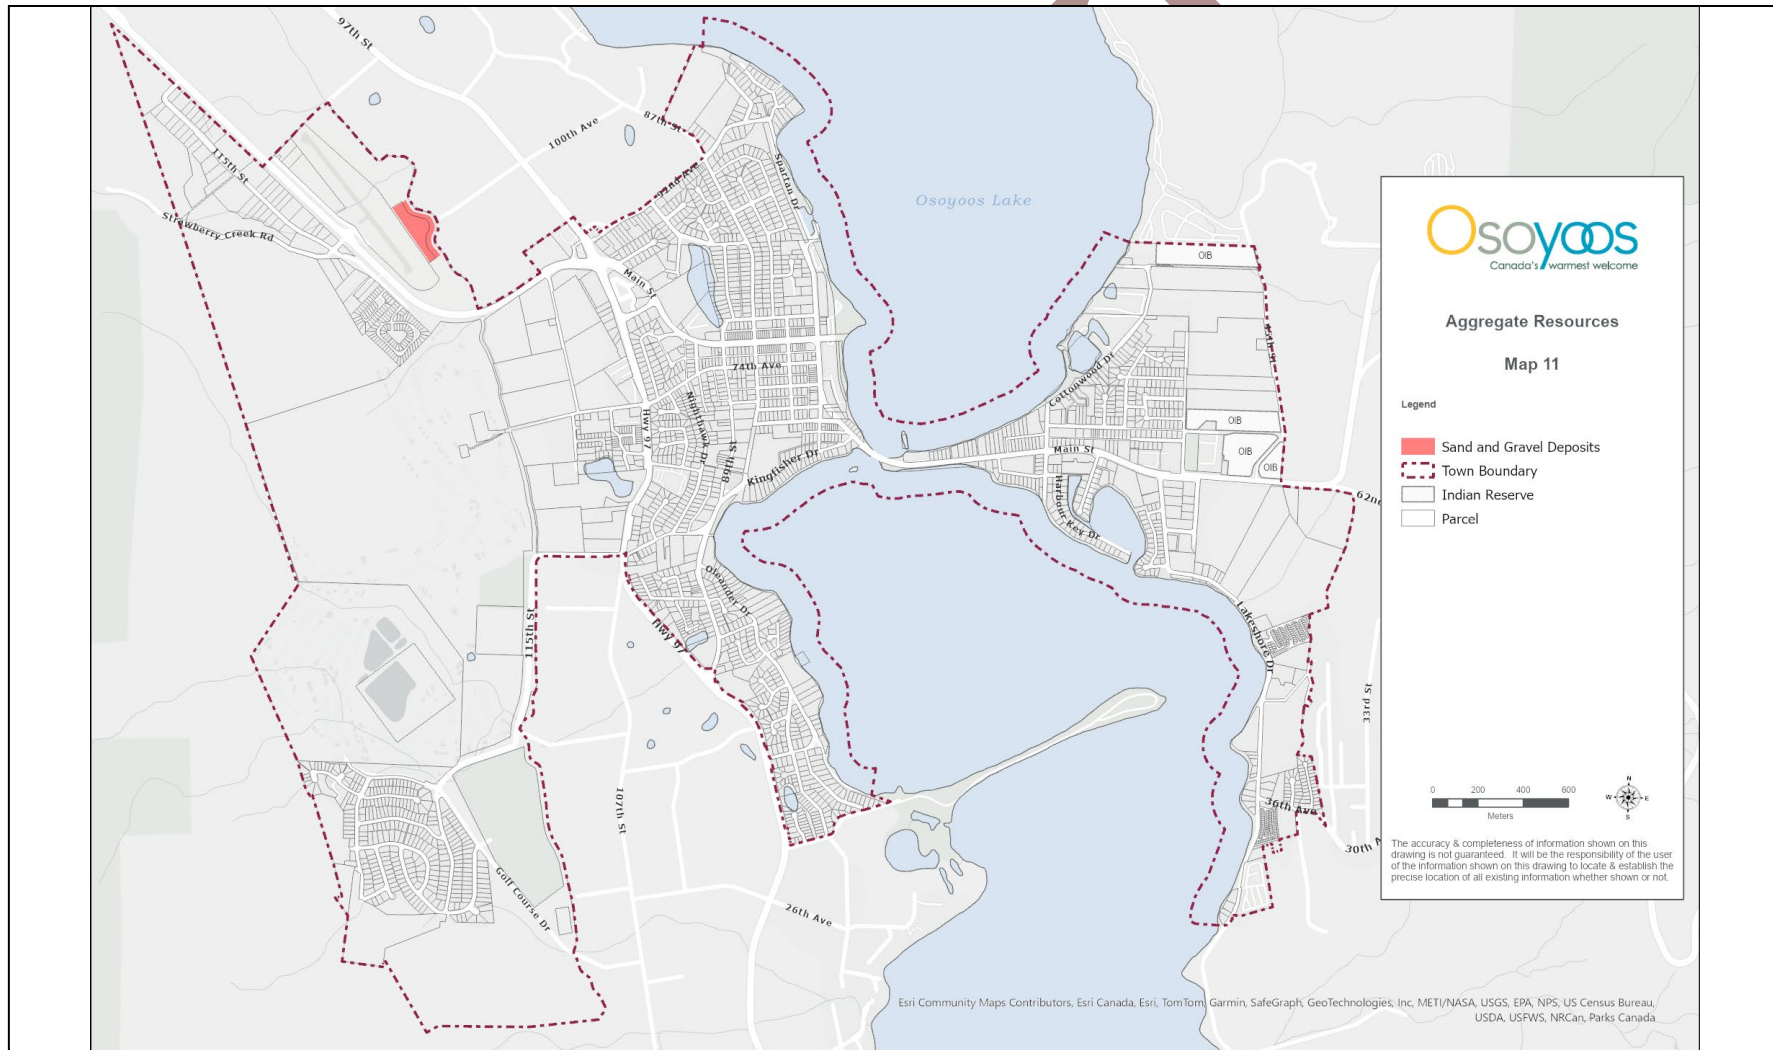 97th St
87th St
100th Ave
92nd Ave
115th St
Strawberry Creek Rd
Spartan Dr
Osoyoos Lake
Main St
74th Ave
Nighthawk Dr
Hwy 97
89th St
Kingfisher Dr
Cottonwood Dr
45th St
OIB
OIB
OIB
OIB
Main St
62nd
Harbour Key Dr
Oleander Dr
115th St
Hwy 97
Lakeshore Dr
33rd St
107th St
36th Ave
30th A
Golf Course Dr
26th Ave
Osoyoos
Canada's warmest welcome
Aggregate Resources
Map 11
Legend
Sand and Gravel Deposits
Town Boundary
Indian Reserve
Parcel
0 200 400 600
Meters
N
W E
S
The accuracy & completeness of information shown on this
drawing is not guaranteed. It will be the responsibility of the user
of the information shown on this drawing to locate & establish the
precise location of all existing information whether shown or not.
Esri Community Maps Contributors, Esri Canada, Esri, TomTom, Garmin, SafeGraph, GeoTechnologies, Inc, METI/NASA, USGS, EPA, NPS, US Census Bureau,
USDA, USFWS, NRCan, Parks Canada